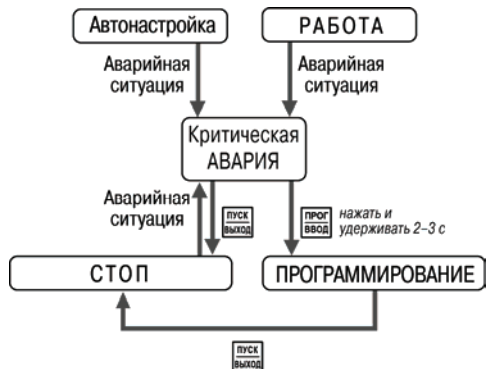 Автонастройка
РАБОТА
Аварийная
ситуация
Аварийная
ситуация
Критическая
АВАРИЯ
Аварийная
ситуация
ПУСК
ВЫХОД
ПРОГ
ВВОД
нажать и
удерживать 2–3 с
СТОП
ПРОГРАММИРОВАНИЕ
ПУСК
ВЫХОД